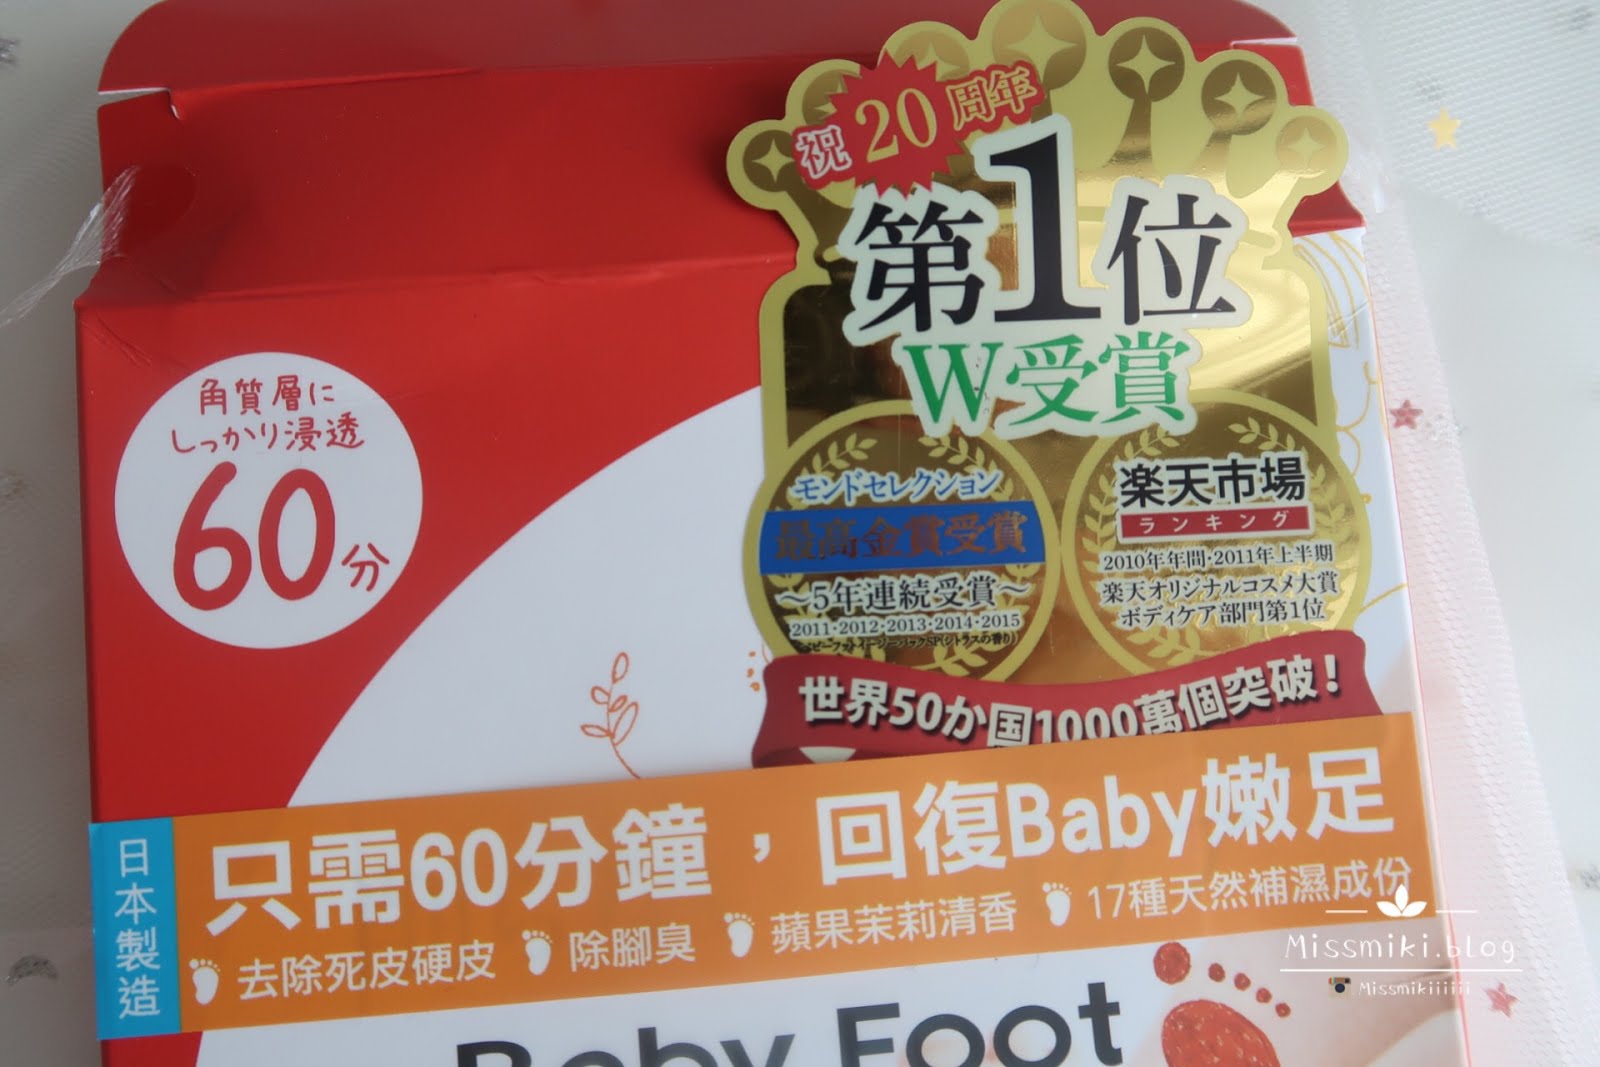 祝20周年
第1位
W受賞
角質層に
しっかり浸透
60分
モンドセレクション
最高金賞受賞
～5年連続受賞～
2011・2012・2013・2014・2015
楽天市場
ランキング
2010年年間・2011年上半期
楽天オリジナルコスメ大賞
ボディケア部門第1位
世界50か国1000萬個突破！
日本製造
只需60分鐘，回復Baby嫩足
去除死皮硬皮 除腳臭 蘋果茉莉清香 17種天然補濕成份
Baby Foot
Missmiki.blog
Missmikiiiiii